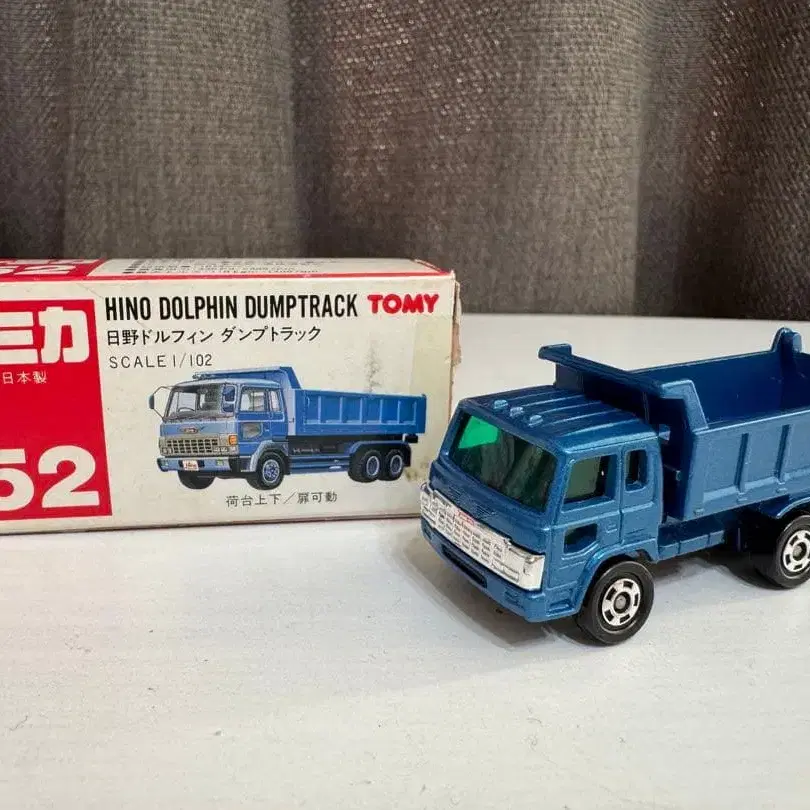 52
ミカ
日本製
52
HINO DOLPHIN DUMPTRACK TOMY
日野ドルフィン ダンプトラック
SCALE 1/102
荷台上下/扉可動